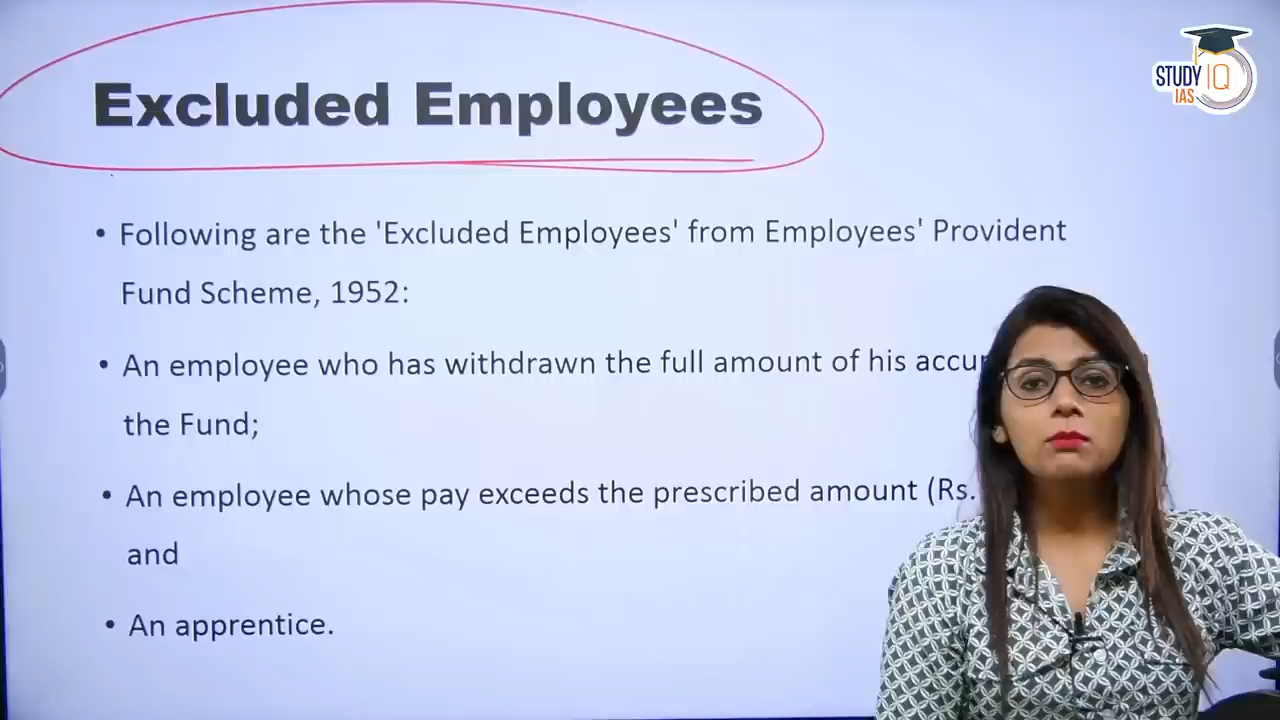 STUDY IQ
IAS
Excluded Employees
• Following are the 'Excluded Employees' from Employees' Provident
Fund Scheme, 1952:
• An employee who has withdrawn the full amount of his
the Fund;
• An employee whose pay exceeds the prescribed amount (Rs.
and
• An apprentice.